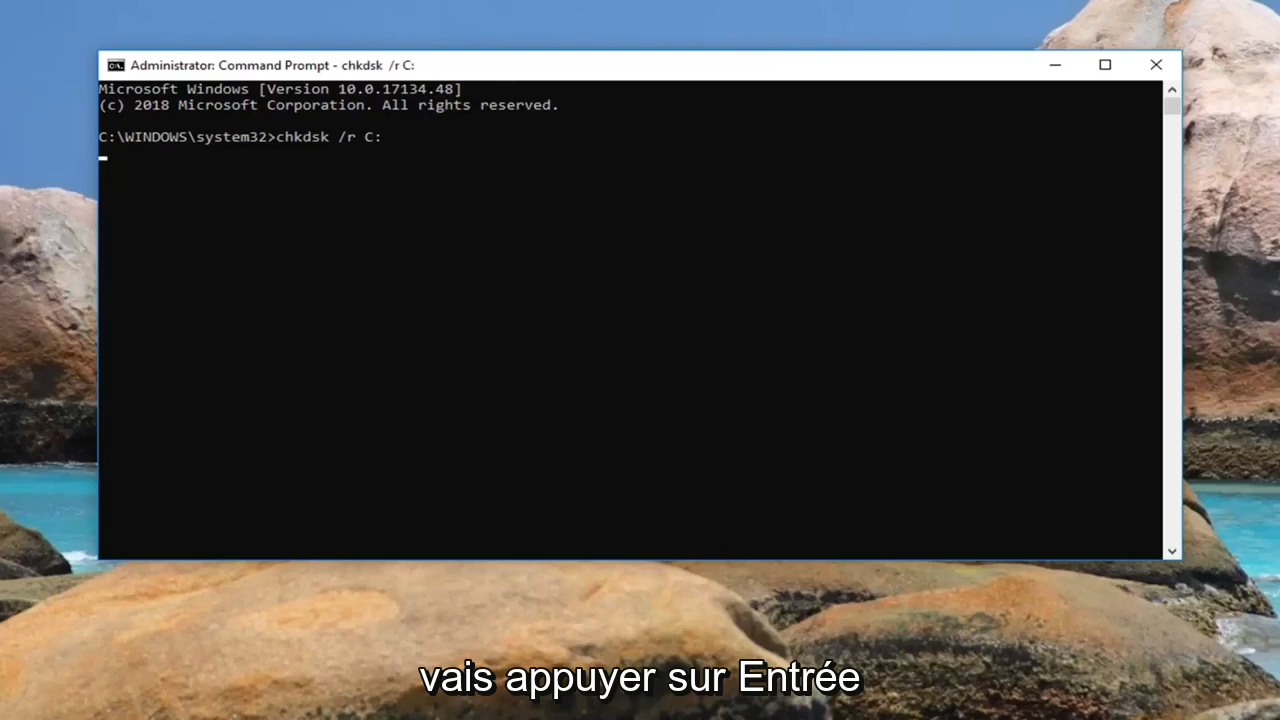 Administrator: Command Prompt - chkdsk /r C:
Microsoft Windows [Version 10.0.17134.48]
(c) 2018 Microsoft Corporation. All rights reserved.
C:\WINDOWS\system32>chkdsk /r C:
vais appuyer sur Entrée